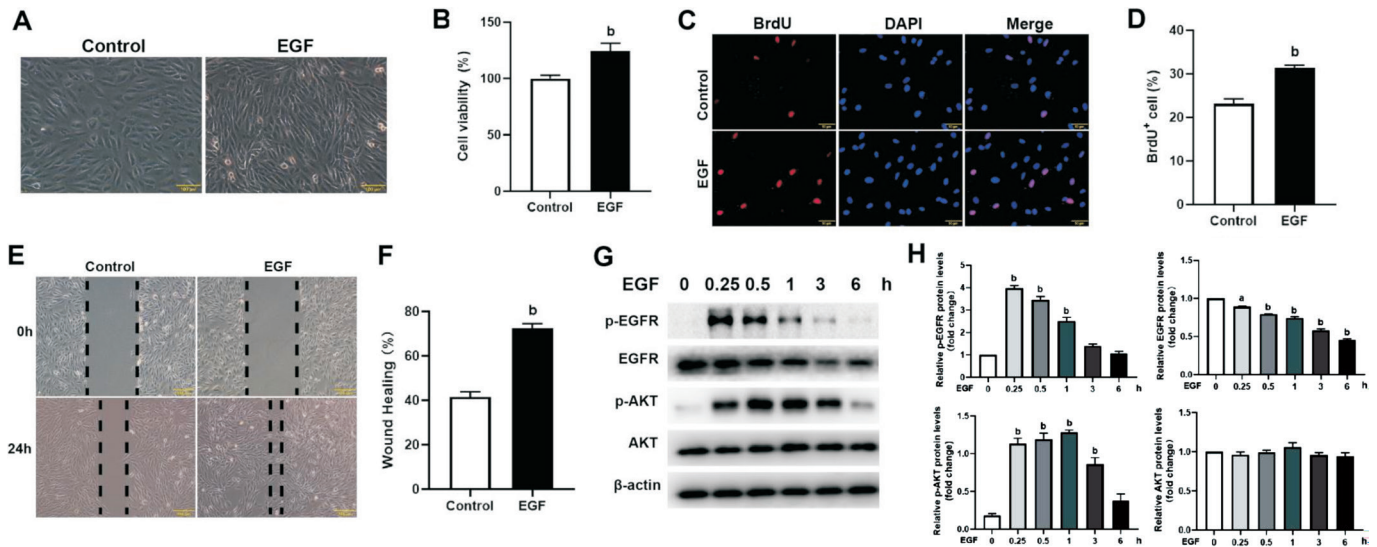 A
Control EGF
B
Cell viability (%)
150
100
50
0
b
Control EGF
C
BrdU DAPI Merge
Control
EGF
D
BrdU+ cell (%)
40
30
20
10
0
b
Control EGF
E
Control EGF
0h
24h
F
Wound Healing (%)
80
60
40
20
0
b
Control EGF
G
EGF 0 0.25 0.5 1 3 6 h
p-EGFR
EGFR
p-AKT
AKT
β-actin
H
Relative p-EGFR protein levels
(fold change)
5
4
3
2
1
0
b b b
EGF 0 0.25 0.5 1 3 6 h
Relative EGFR protein levels
(fold change)
1.5
1.0
0.5
0.0
a b b b b
EGF 0 0.25 0.5 1 3 6 h
Relative p-AKT protein levels
(fold change)
1.5
1.0
0.5
0.0
b b b b
EGF 0 0.25 0.5 1 3 6 h
Relative AKT protein levels
(fold change)
1.5
1.0
0.5
0.0
EGF 0 0.25 0.5 1 3 6 h